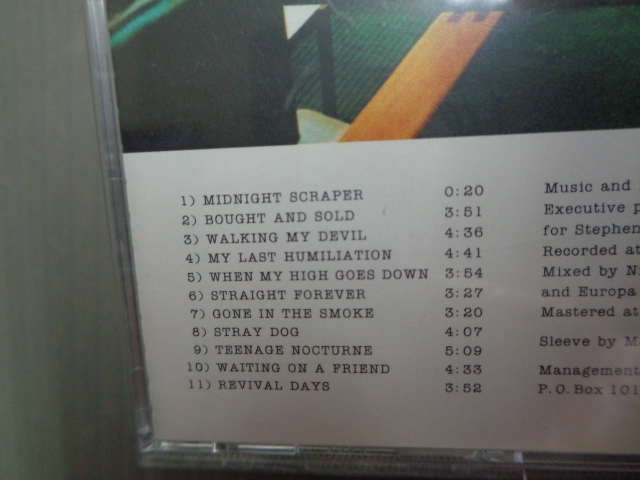 1) MIDNIGHT SCRAPER 0:20
2) BOUGHT AND SOLD 3:51
3) WALKING MY DEVIL 4:36
4) MY LAST HUMILIATION 4:41
5) WHEN MY HIGH GOES DOWN 3:54
6) STRAIGHT FOREVER 3:27
7) GONE IN THE SMOKE 3:20
8) STRAY DOG 4:07
9) TEENAGE NOCTURNE 5:09
10) WAITING ON A FRIEND 4:33
11) REVIVAL DAYS 3:52
Music and
Executive p
for Stephen
Recorded at
Mixed by Ni
and Europa
Mastered at
Sleeve by M
Management
P.O. Box 101